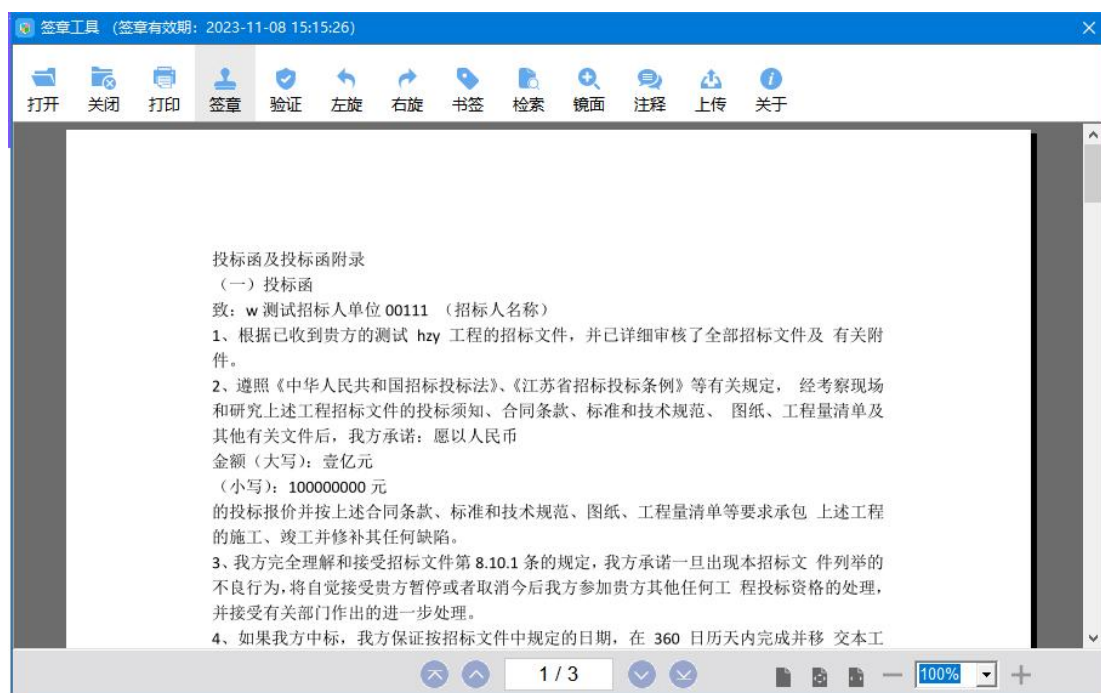 签章工具（签章有效期：2023-11-08 15:15:26）
打开 关闭 打印 签章 验证 左旋 右旋 书签 检索 镜面 注释 上传 关于
投标函及投标函附录
（一）投标函
致：w 测试招标人单位 00111 （招标人名称）
1、根据已收到贵方的测试 hzy 工程的招标文件，并已详细审核了全部招标文件及 有关附
件。
2、遵照《中华人民共和国招标投标法》、《江苏省招标投标条例》等有关规定， 经考察现场
和研究上述工程招标文件的投标须知、合同条款、标准和技术规范、 图纸、工程量清单及
其他有关文件后，我方承诺：愿以人民币
金额（大写）：壹亿元
（小写）：100000000 元
的投标报价并按上述合同条款、标准和技术规范、图纸、工程量清单等要求承包 上述工程
的施工、竣工并修补其任何缺陷。
3、我方完全理解和接受招标文件第 8.10.1 条的规定，我方承诺一旦出现本招标文 件列举的
不良行为，将自觉接受贵方暂停或者取消今后我方参加贵方其他任何工 程投标资格的处理，
并接受有关部门作出的进一步处理。
4、如果我方中标，我方保证按招标文件中规定的日期，在 360 日历天内完成并移 交本工
1 / 3 100%